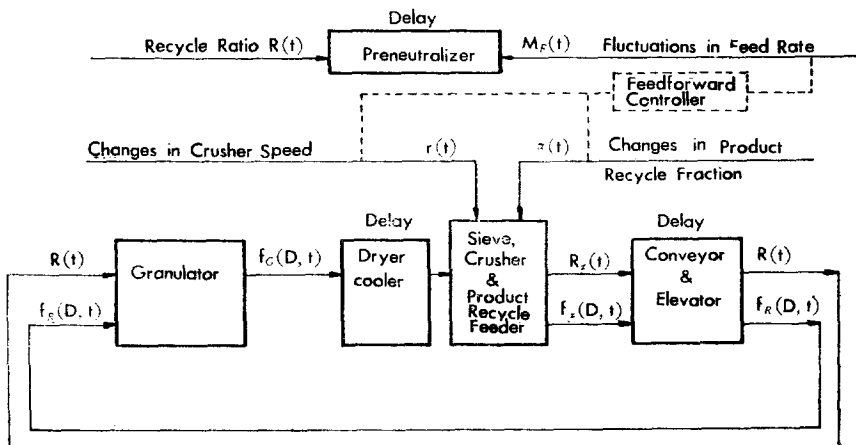 Delay
Recycle Ratio R(t)
Preneutralizer
M_F(t)
Fluctuations in Feed Rate
Feedforward
Controller
Changes in Crusher Speed
r(t)
(t)
Changes in Product
Recycle Fraction
Delay
Delay
R(t)
Granulator
f_G(D, t)
Dryer
cooler
Sieve,
Crusher
&
Product
Recycle
Feeder
R_z(t)
Conveyor
&
Elevator
R(t)
f_R(D, t)
f_z(D, t)
f_R(D, t)